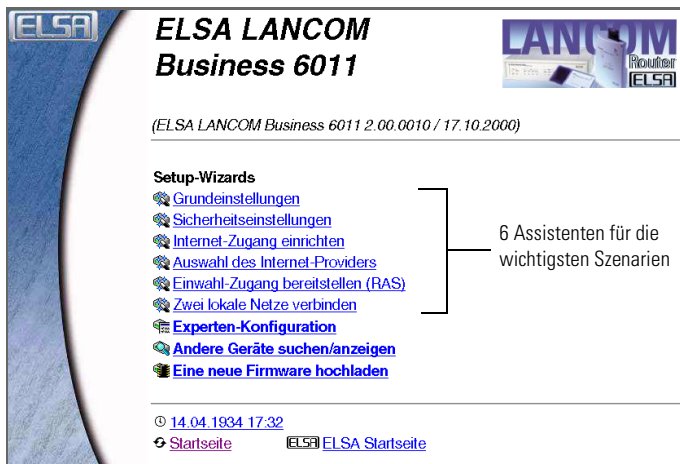 ELSA
ELSA LANCOM
Business 6011
LANCOM
Router
ELSA
(ELSA LANCOM Business 6011 2.00.0010 / 17.10.2000)
Setup-Wizards
Grundeinstellungen
Sicherheitseinstellungen
Internet-Zugang einrichten
Auswahl des Internet-Providers
Einwahl-Zugang bereitstellen (RAS)
Zwei lokale Netze verbinden
6 Assistenten für die
wichtigsten Szenarien
Experten-Konfiguration
Andere Geräte suchen/anzeigen
Eine neue Firmware hochladen
14.04.1934 17:32
Startseite ELSA ELSA Startseite